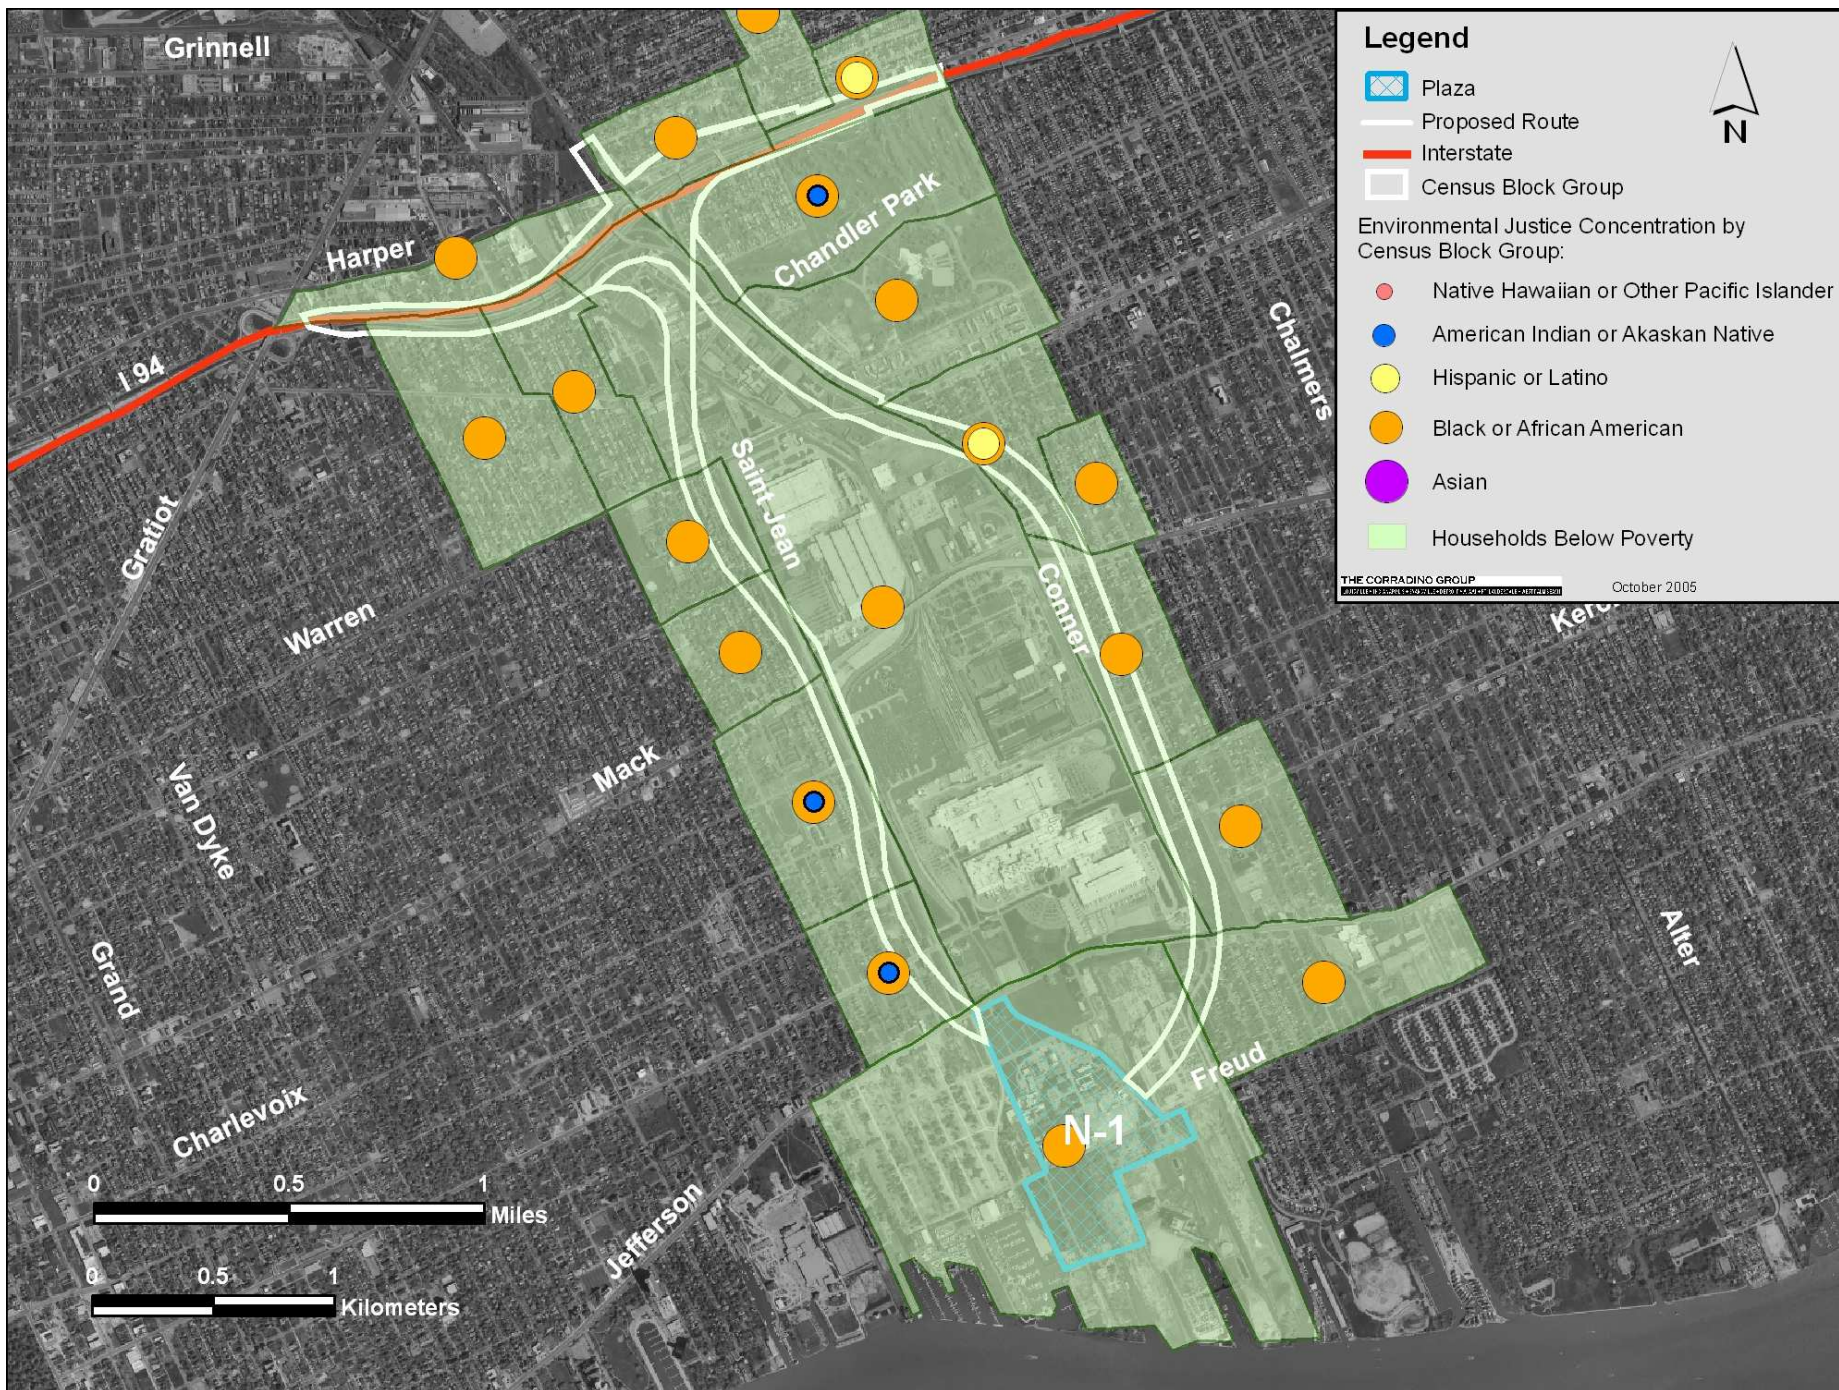 Grinnell
Harper
I 94
Gratiot
Warren
Van Dyke
Mack
Grand
Charlevoix
Jefferson
Chandler Park
Saint Jean
Conner
Chalmers
Alter
Freud
N-1
0 0.5 1
Miles
0 0.5 1
Kilometers
Legend
Plaza
Proposed Route
Interstate
Census Block Group
N
Environmental Justice Concentration by
Census Block Group:
Native Hawaiian or Other Pacific Islander
American Indian or Akaskan Native
Hispanic or Latino
Black or African American
Asian
Households Below Poverty
THE CORRADINO GROUP
October 2005